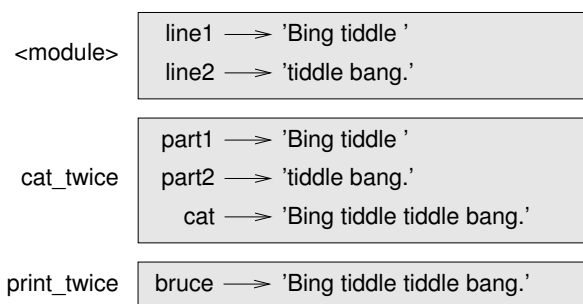 <module>
line1 ’Bing tiddle ’
line2 ’tiddle bang.’
cat_twice
part1 ’Bing tiddle ’
part2 ’tiddle bang.’
cat ’Bing tiddle tiddle bang.’
print_twice
bruce ’Bing tiddle tiddle bang.’